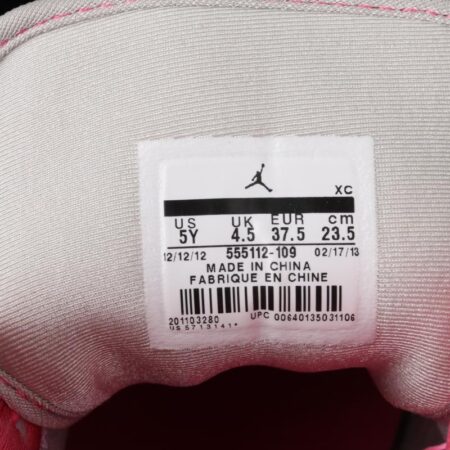 XC
US UK EUR cm
5Y 4.5 37.5 23.5
12/12/12 555112-109 02/17/13
MADE IN CHINA
FABRIQUE EN CHINE
201103280 UPC 00640135031106
US5713141*